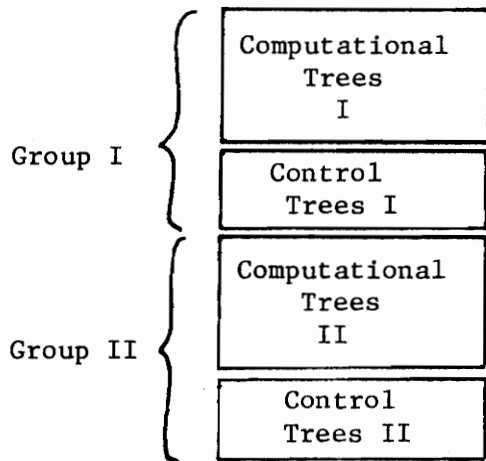 Computational
Trees
I
Group I
Control
Trees I
Computational
Trees
II
Group II
Control
Trees II